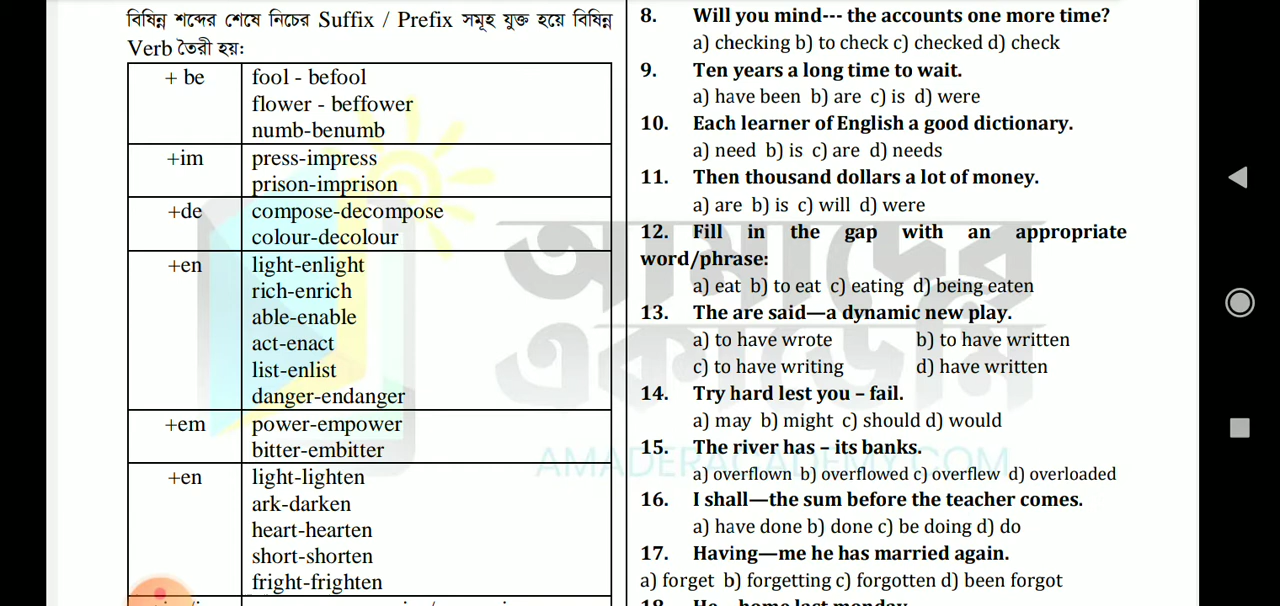 বিষিন্ন শব্দের শেষে নিচের Suffix / Prefix সমূহ যুক্ত হয়ে বিষিন্ন
Verb তৈরী হয়:
+ be
fool - befool
flower - beffower
numb-benumb
+im
press-impress
prison-imprison
+de
compose-decompose
colour-decolour
+en
light-enlight
rich-enrich
able-enable
act-enact
list-enlist
danger-endanger
+em
power-empower
bitter-embitter
+en
light-lighten
ark-darken
heart-hearten
short-shorten
fright-frighten
8. Will you mind--- the accounts one more time?
a) checking b) to check c) checked d) check
9. Ten years a long time to wait.
a) have been b) are c) is d) were
10. Each learner of English a good dictionary.
a) need b) is c) are d) needs
11. Then thousand dollars a lot of money.
a) are b) is c) will d) were
12. Fill in the gap with an appropriate
word/phrase:
a) eat b) to eat c) eating d) being eaten
13. The are said—a dynamic new play.
a) to have wrote b) to have written
c) to have writing d) have written
14. Try hard lest you – fail.
a) may b) might c) should d) would
15. The river has – its banks.
a) overflown b) overflowed c) overflew d) overloaded
16. I shall—the sum before the teacher comes.
a) have done b) done c) be doing d) do
17. Having—me he has married again.
a) forget b) forgetting c) forgotten d) been forgot
18. He – home last monday
আমাদের
একাডেমি
AMADERACADEMY.COM